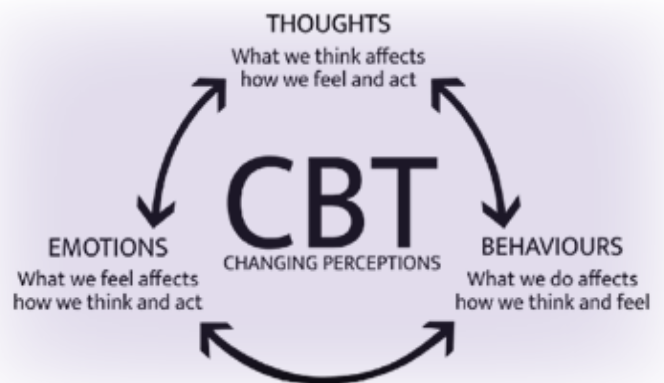 THOUGHTS
What we think affects
how we feel and act
CBT
CHANGING PERCEPTIONS
EMOTIONS
What we feel affects
how we think and act
BEHAVIOURS
What we do affects
how we think and feel